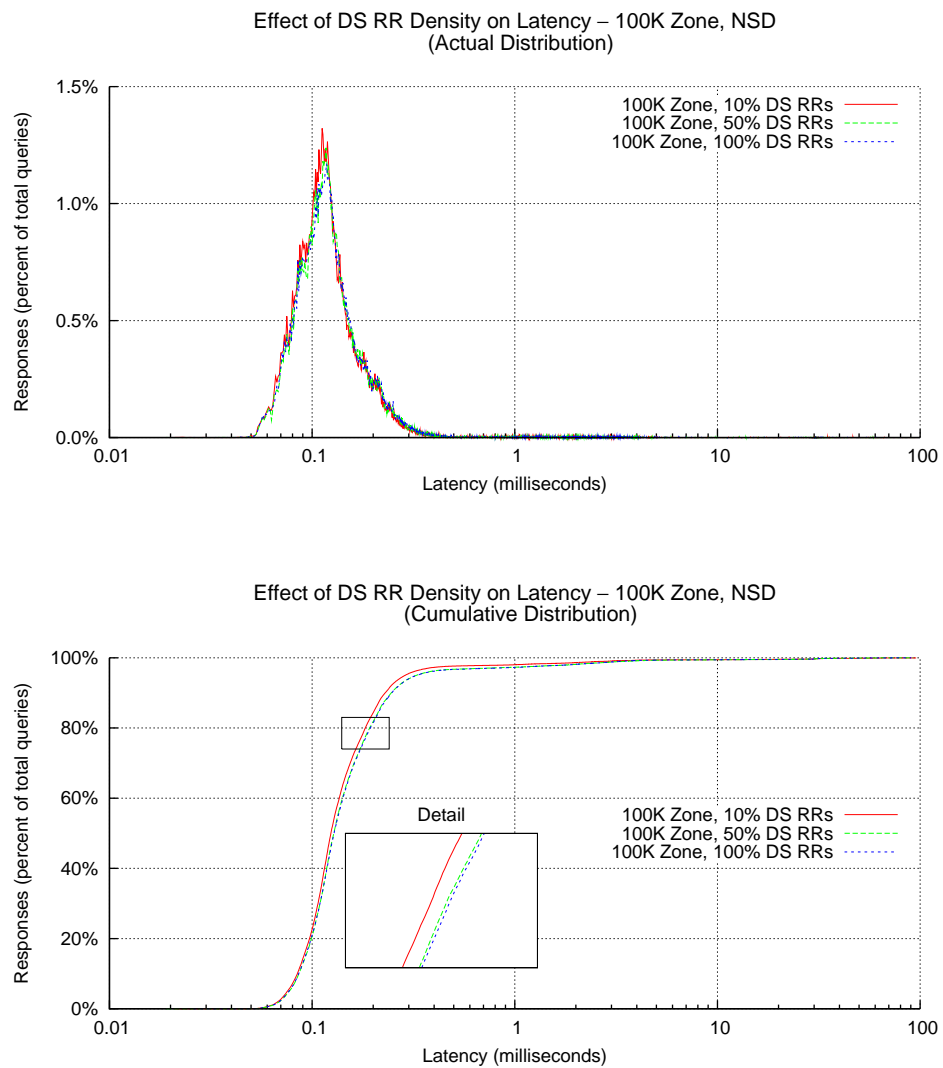 Effect of DS RR Density on Latency – 100K Zone, NSD
(Actual Distribution)
1.5%
1.0%
0.5%
0.0%
Responses (percent of total queries)
100K Zone, 10% DS RRs
100K Zone, 50% DS RRs
100K Zone, 100% DS RRs
0.01 0.1 1 10 100
Latency (milliseconds)
Effect of DS RR Density on Latency – 100K Zone, NSD
(Cumulative Distribution)
100%
80%
60%
40%
20%
0%
Responses (percent of total queries)
Detail
100K Zone, 10% DS RRs
100K Zone, 50% DS RRs
100K Zone, 100% DS RRs
0.01 0.1 1 10 100
Latency (milliseconds)